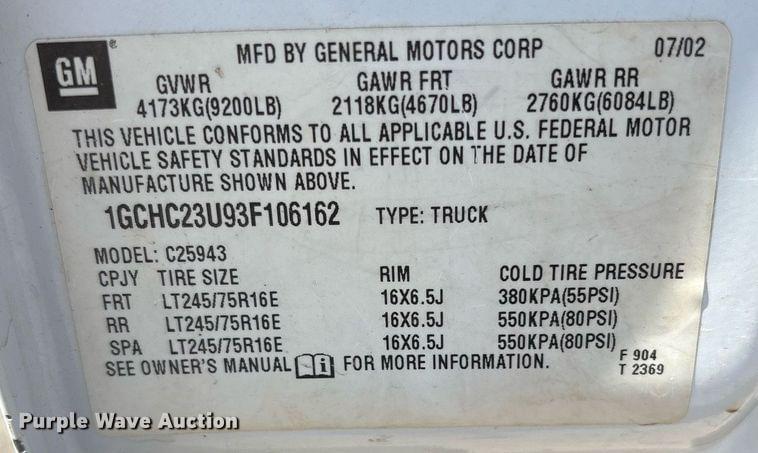 GM
MFD BY GENERAL MOTORS CORP 07/02
GVWR GAWR FRT GAWR RR
4173KG(9200LB) 2118KG(4670LB) 2760KG(6084LB)
THIS VEHICLE CONFORMS TO ALL APPLICABLE U.S. FEDERAL MOTOR
VEHICLE SAFETY STANDARDS IN EFFECT ON THE DATE OF
MANUFACTURE SHOWN ABOVE.
1GCHC23U93F106162 TYPE: TRUCK
MODEL: C25943
CPJY TIRE SIZE RIM COLD TIRE PRESSURE
FRT LT245/75R16E 16X6.5J 380KPA(55PSI)
RR LT245/75R16E 16X6.5J 550KPA(80PSI)
SPA LT245/75R16E 16X6.5J 550KPA(80PSI)
SEE OWNER'S MANUAL i FOR MORE INFORMATION.
F 904
T 2369
Purple Wave Auction